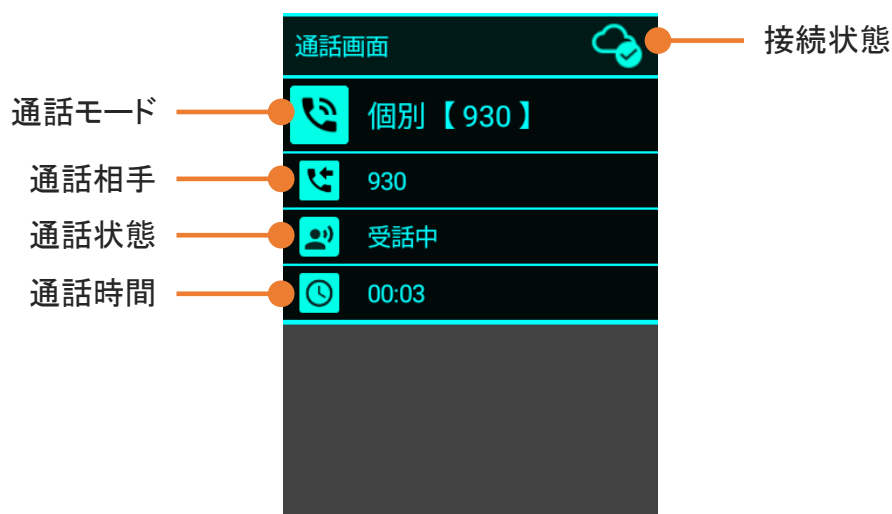 通話画面
接続状態
通話モード
個別【 930 】
通話相手
930
通話状態
受話中
通話時間
00:03